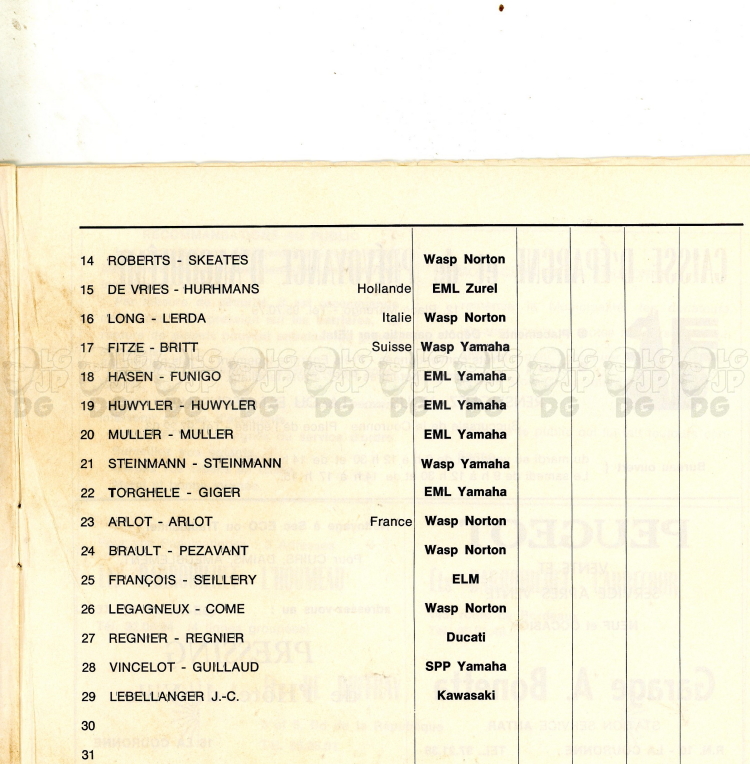 14 ROBERTS - SKEATES Wasp Norton
15 DE VRIES - HURHMANS Hollande EML Zurel
16 LONG - LERDA Italie Wasp Norton
17 FITZE - BRITT Suisse Wasp Yamaha
18 HASEN - FUNIGO EML Yamaha
19 HUWYLER - HUWYLER EML Yamaha
20 MULLER - MULLER EML Yamaha
21 STEINMANN - STEINMANN Wasp Yamaha
22 TORGHELE - GIGER EML Yamaha
23 ARLOT - ARLOT France Wasp Norton
24 BRAULT - PEZAVANT Wasp Norton
25 FRANÇOIS - SEILLERY ELM
26 LEGAGNEUX - COME Wasp Norton
27 REGNIER - REGNIER Ducati
28 VINCELOT - GUILLAUD SPP Yamaha
29 LEBELLANGER J.-C. Kawasaki
30
31